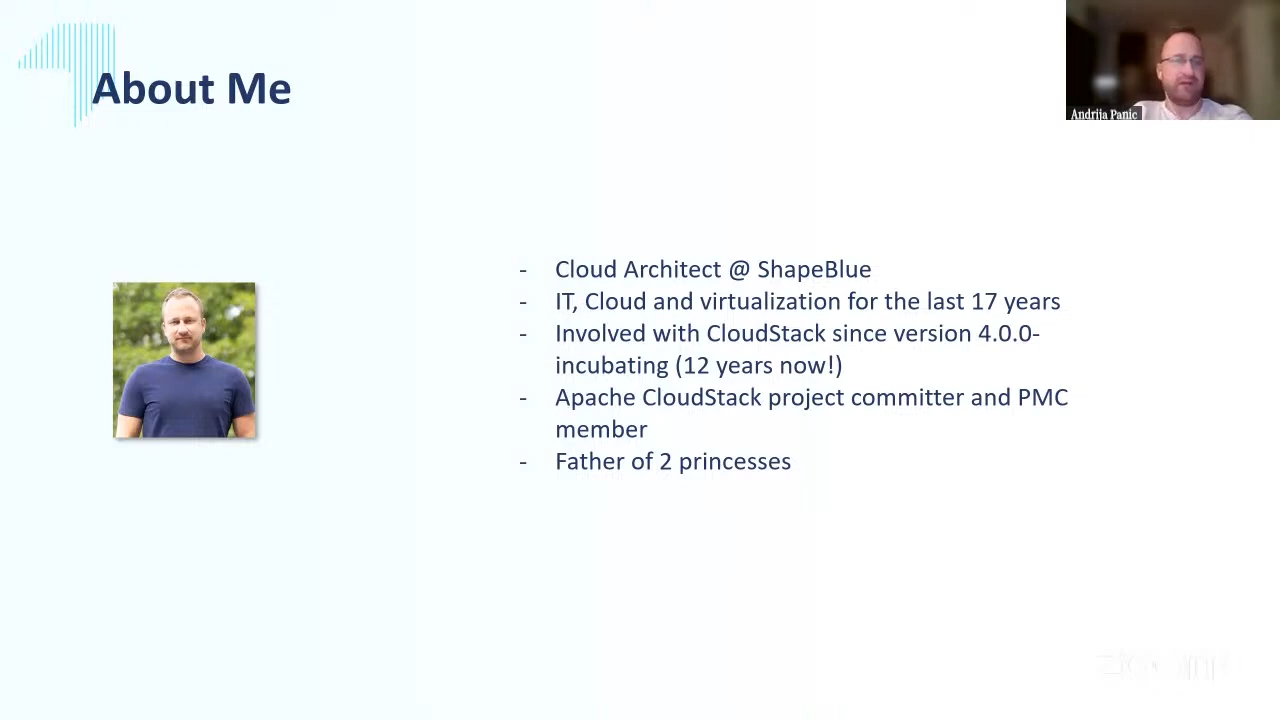 About Me
Andrija Panic
- Cloud Architect @ ShapeBlue
- IT, Cloud and virtualization for the last 17 years
- Involved with CloudStack since version 4.0.0-
incubating (12 years now!)
- Apache CloudStack project committer and PMC
member
- Father of 2 princesses